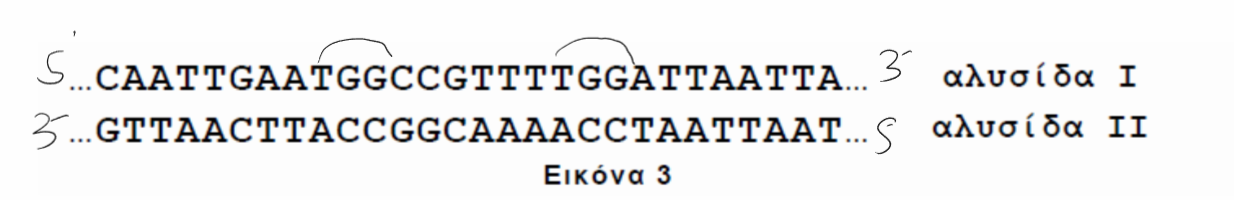 5' ...CAATTGAATGGCCGTTTTGGATTAATTA... 3' αλυσίδα I
3' ...GTTAACTTACCGGCAAAACCTAATTAAT... 5 αλυσίδα II
Εικόνα 3